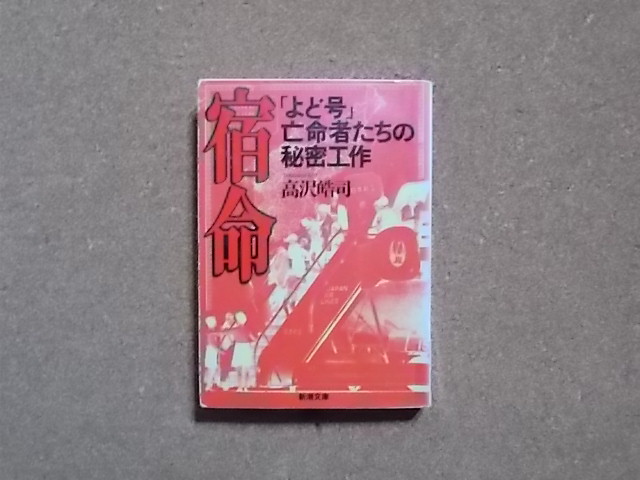 宿命
「よど号」
亡命者たちの
秘密工作
高沢皓司
新潮文庫